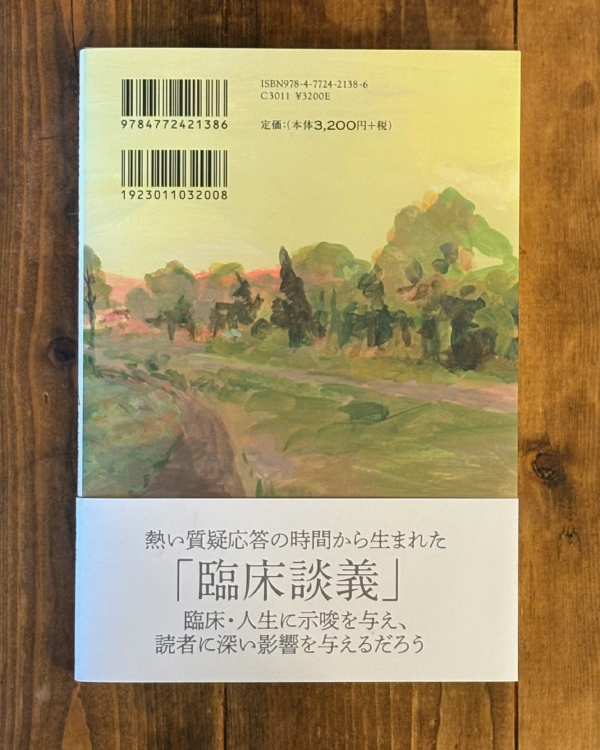 ISBN978-4-7724-2138-6
C3011 ¥3200E
9784772421386
定価:(本体3,200円+税)
1923011032008
熱い質疑応答の時間から生まれた
「臨床談義」
臨床・人生に示唆を与え、
読者に深い影響を与えるだろう